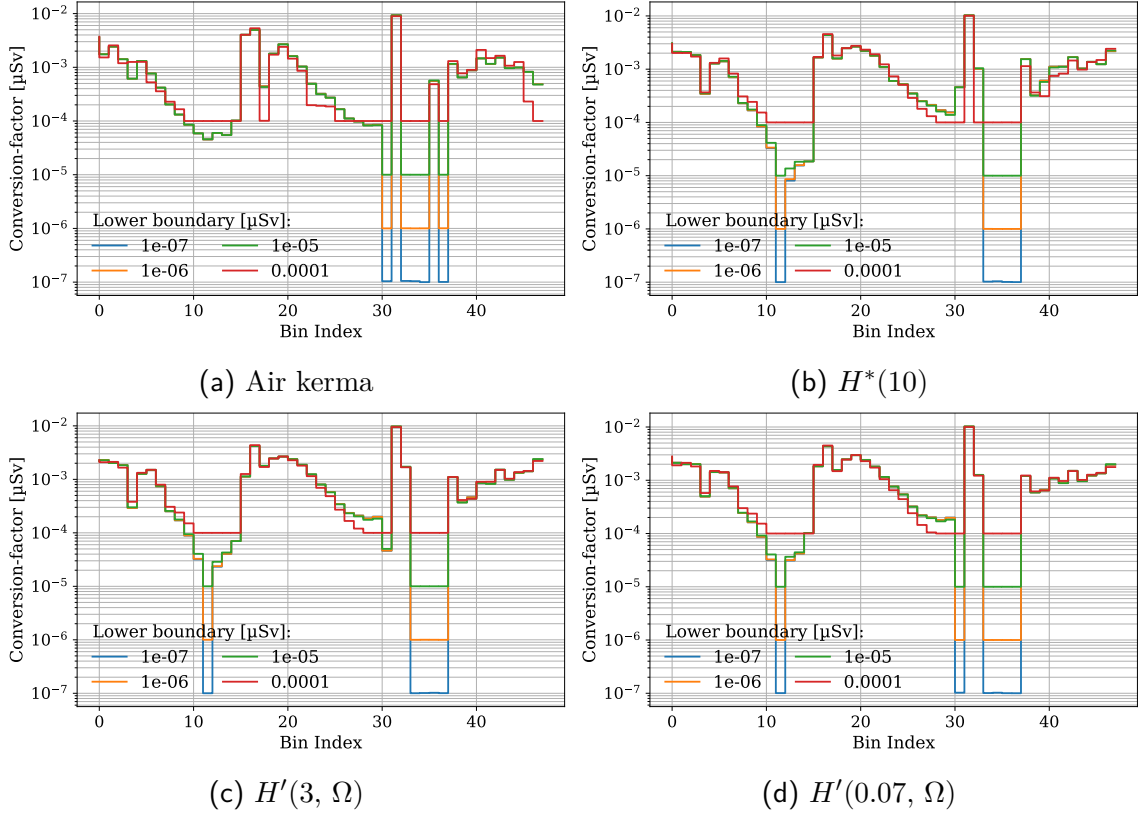 10⁻²
10⁻³
10⁻⁴
10⁻⁵
10⁻⁶
10⁻⁷
Conversion-factor [µSv]
Lower boundary [µSv]:
1e-07 1e-05
1e-06 0.0001
0 10 20 30 40
Bin Index
(a) Air kerma
10⁻²
10⁻³
10⁻⁴
10⁻⁵
10⁻⁶
10⁻⁷
Conversion-factor [µSv]
Lower boundary [µSv]:
1e-07 1e-05
1e-06 0.0001
0 10 20 30 40
Bin Index
(b) H*(10)
10⁻²
10⁻³
10⁻⁴
10⁻⁵
10⁻⁶
10⁻⁷
Conversion-factor [µSv]
Lower boundary [µSv]:
1e-07 1e-05
1e-06 0.0001
0 10 20 30 40
Bin Index
(c) H′(3, Ω)
10⁻²
10⁻³
10⁻⁴
10⁻⁵
10⁻⁶
10⁻⁷
Conversion-factor [µSv]
Lower boundary [µSv]:
1e-07 1e-05
1e-06 0.0001
0 10 20 30 40
Bin Index
(d) H′(0.07, Ω)